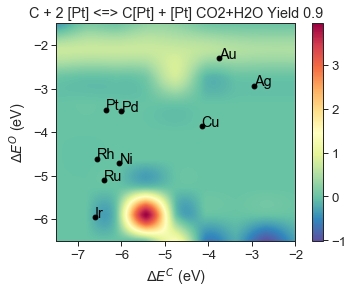 C + 2 [Pt] <=> C[Pt] + [Pt] CO2+H2O Yield 0.9
−2
−3
−4
−5
−6
ΔE^O (eV)
Au
Ag
Pt
Pd
Cu
Rh
Ni
Ru
Ir
−7
−6
−5
−4
−3
−2
ΔE^C (eV)
3
2
1
0
−1